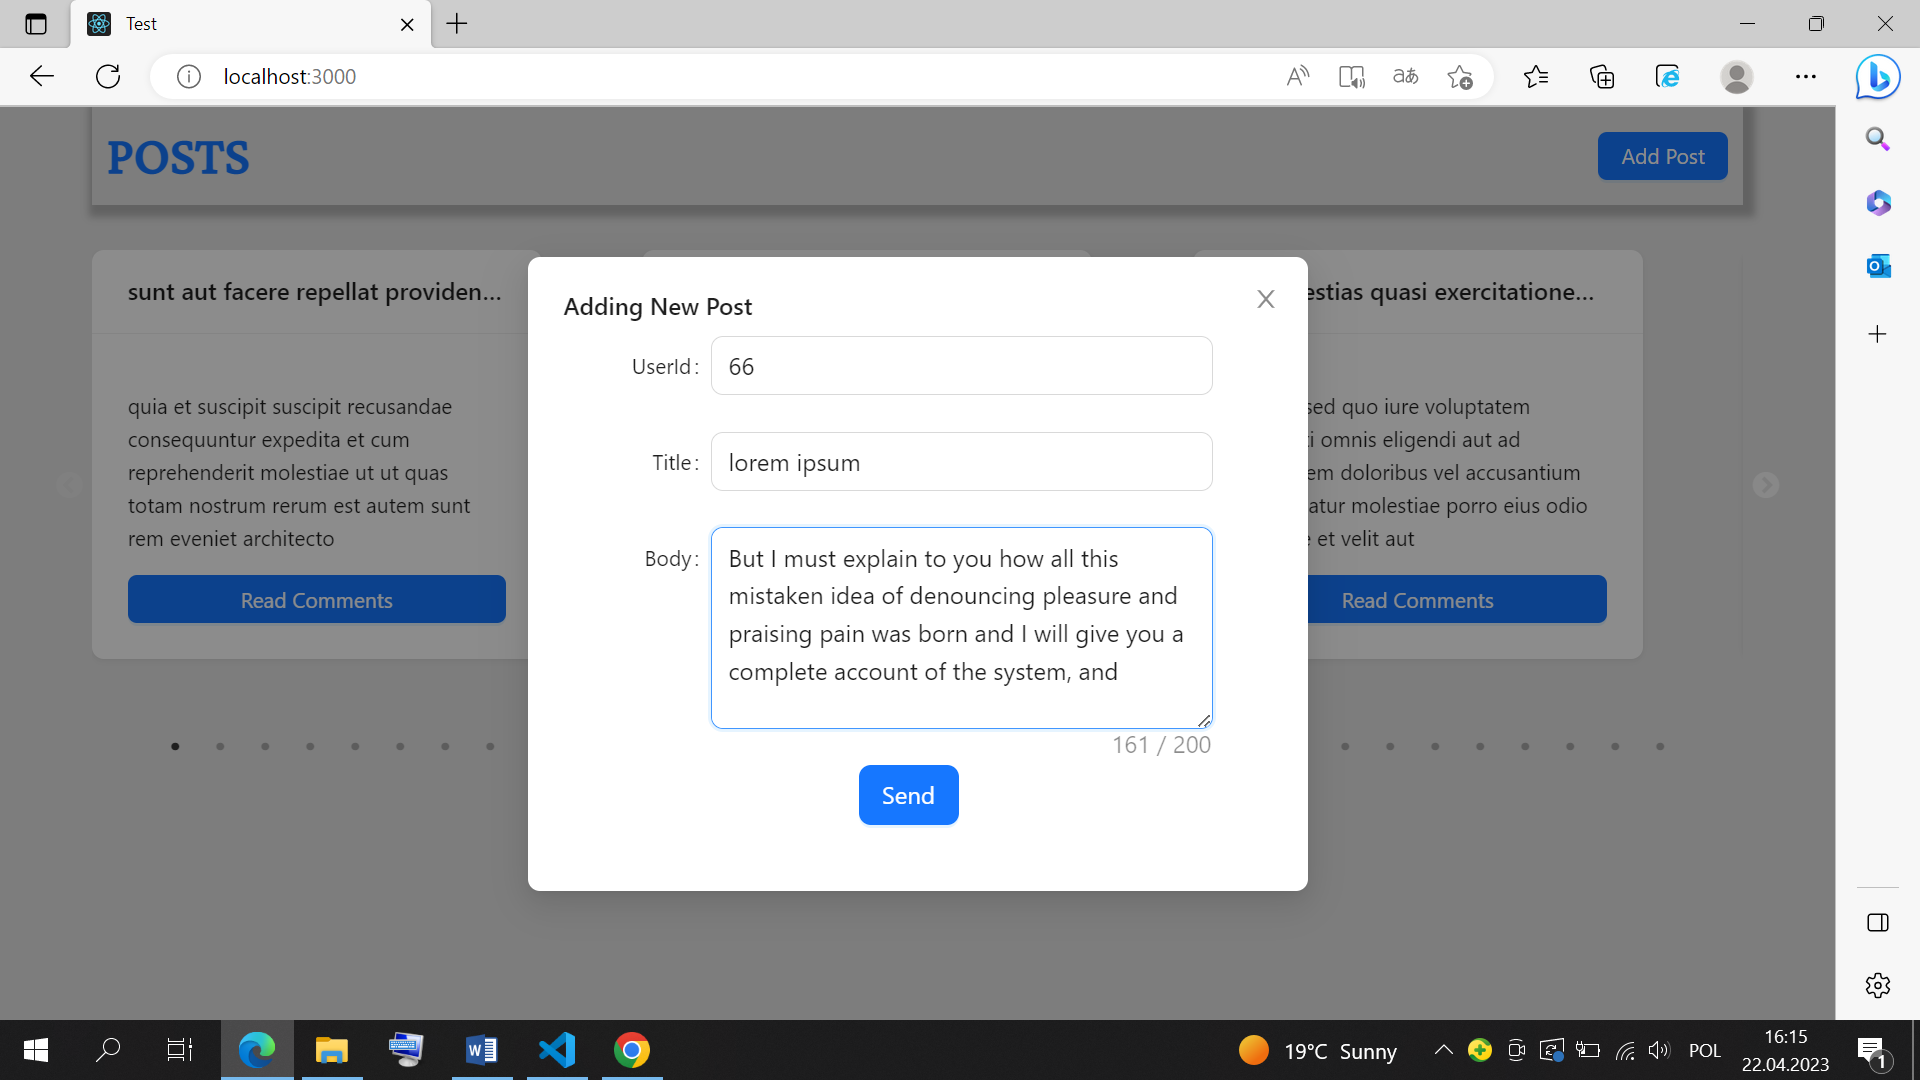 Test
localhost:3000
POSTS
Add Post
sunt aut facere repellat providen...
quia et suscipit suscipit recusandae
consequuntur expedita et cum
reprehenderit molestiae ut ut quas
totam nostrum rerum est autem sunt
rem eveniet architecto
Read Comments
Adding New Post
UserId:
66
Title:
lorem ipsum
Body:
But I must explain to you how all this
mistaken idea of denouncing pleasure and
praising pain was born and I will give you a
complete account of the system, and
161 / 200
Send
estias quasi exercitatione...
sed quo iure voluptatem
ti omnis eligendi aut ad
em doloribus vel accusantium
atur molestiae porro eius odio
e et velit aut
Read Comments
19°C Sunny
POL
16:15
22.04.2023
1